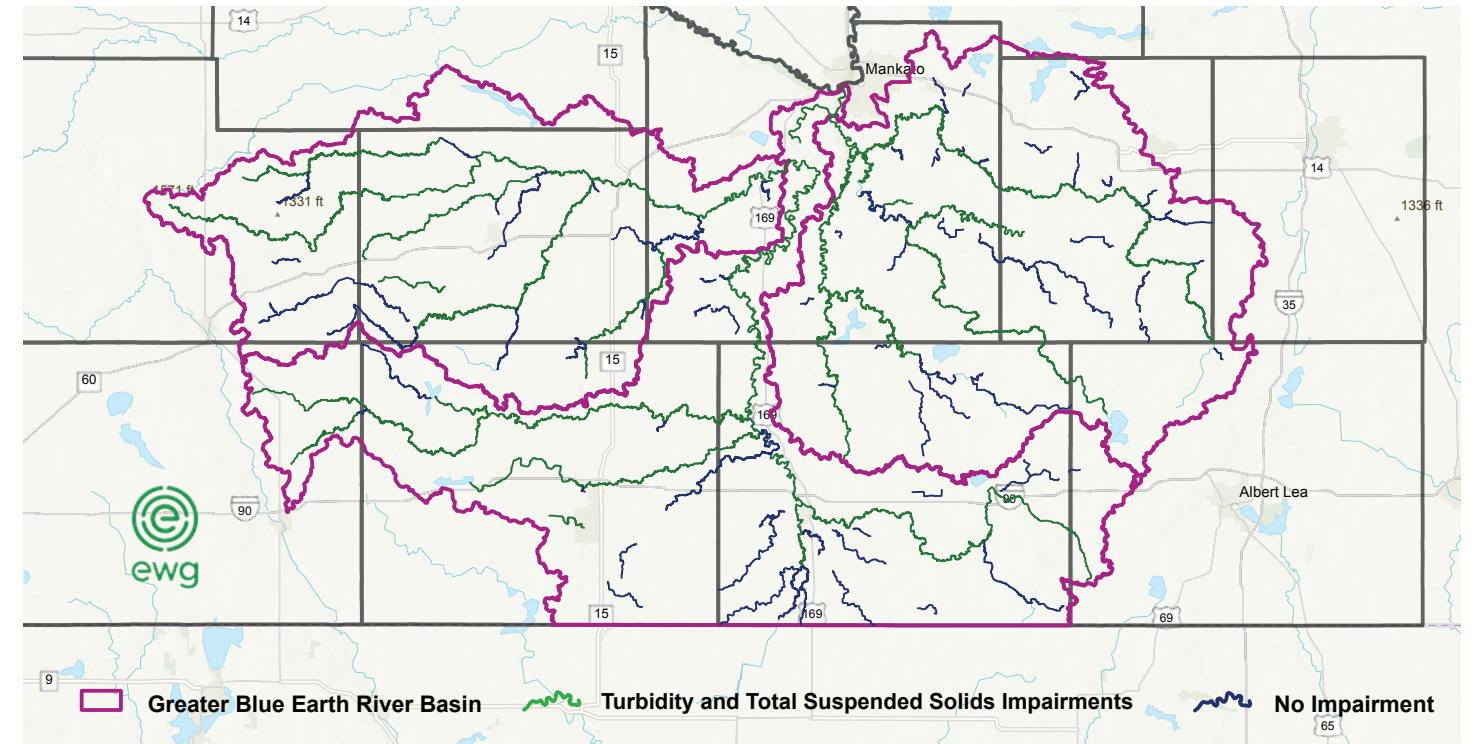 14
15
Mankato
14
1571 ft
1331 ft
169
1336 ft
35
15
60
169
90
90
Albert Lea
ewg
15
169
69
9
Greater Blue Earth River Basin
Turbidity and Total Suspended Solids Impairments
No Impairment
65